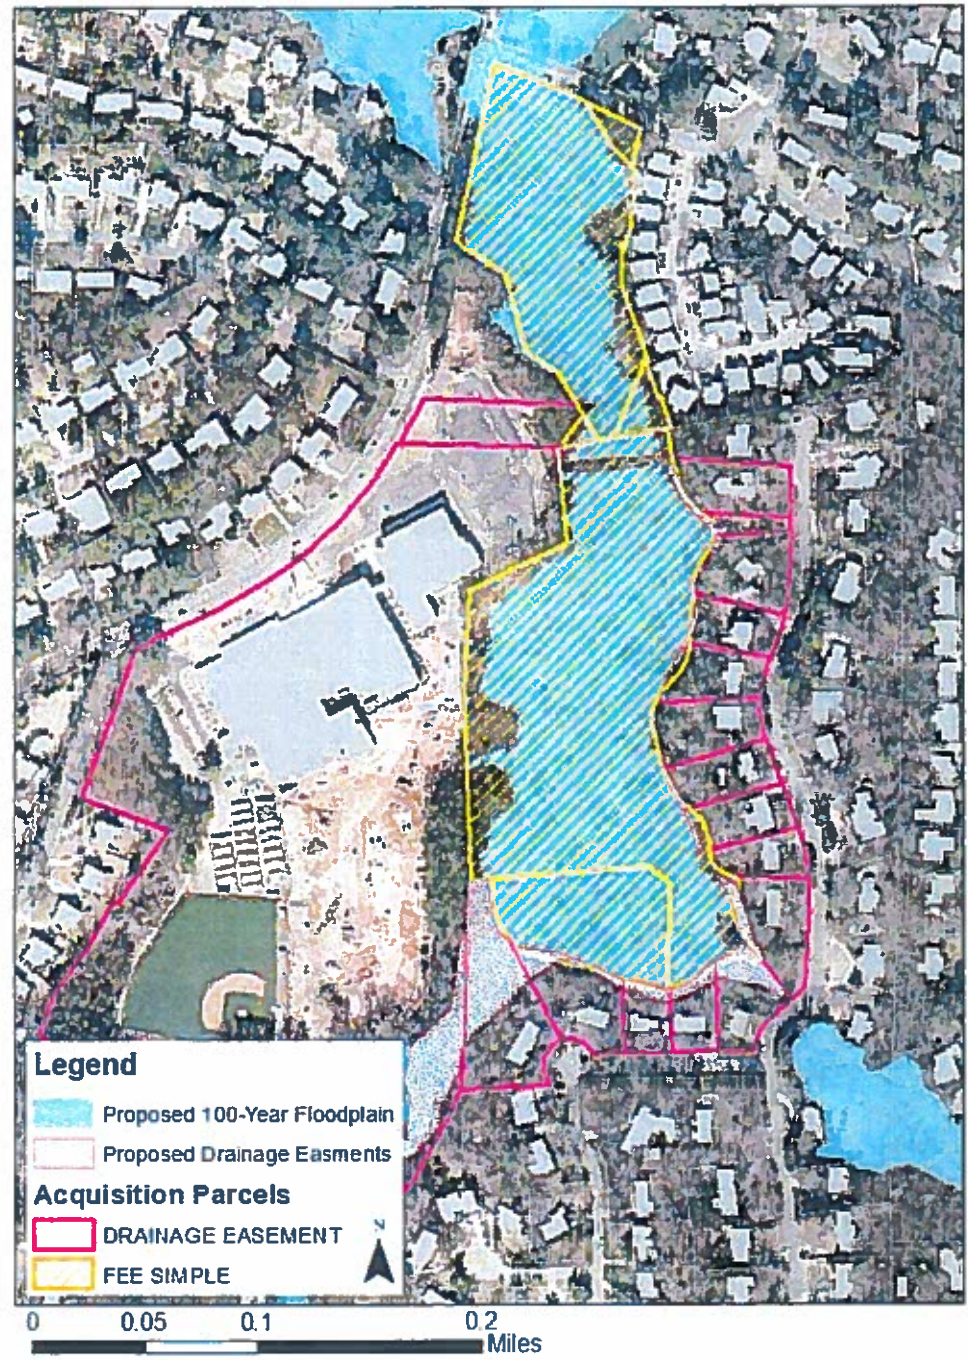 Legend
Proposed 100-Year Floodplain
Proposed Drainage Easments
Acquisition Parcels
DRAINAGE EASEMENT
FEE SIMPLE
N
0 0.05 0.1 0.2
Miles